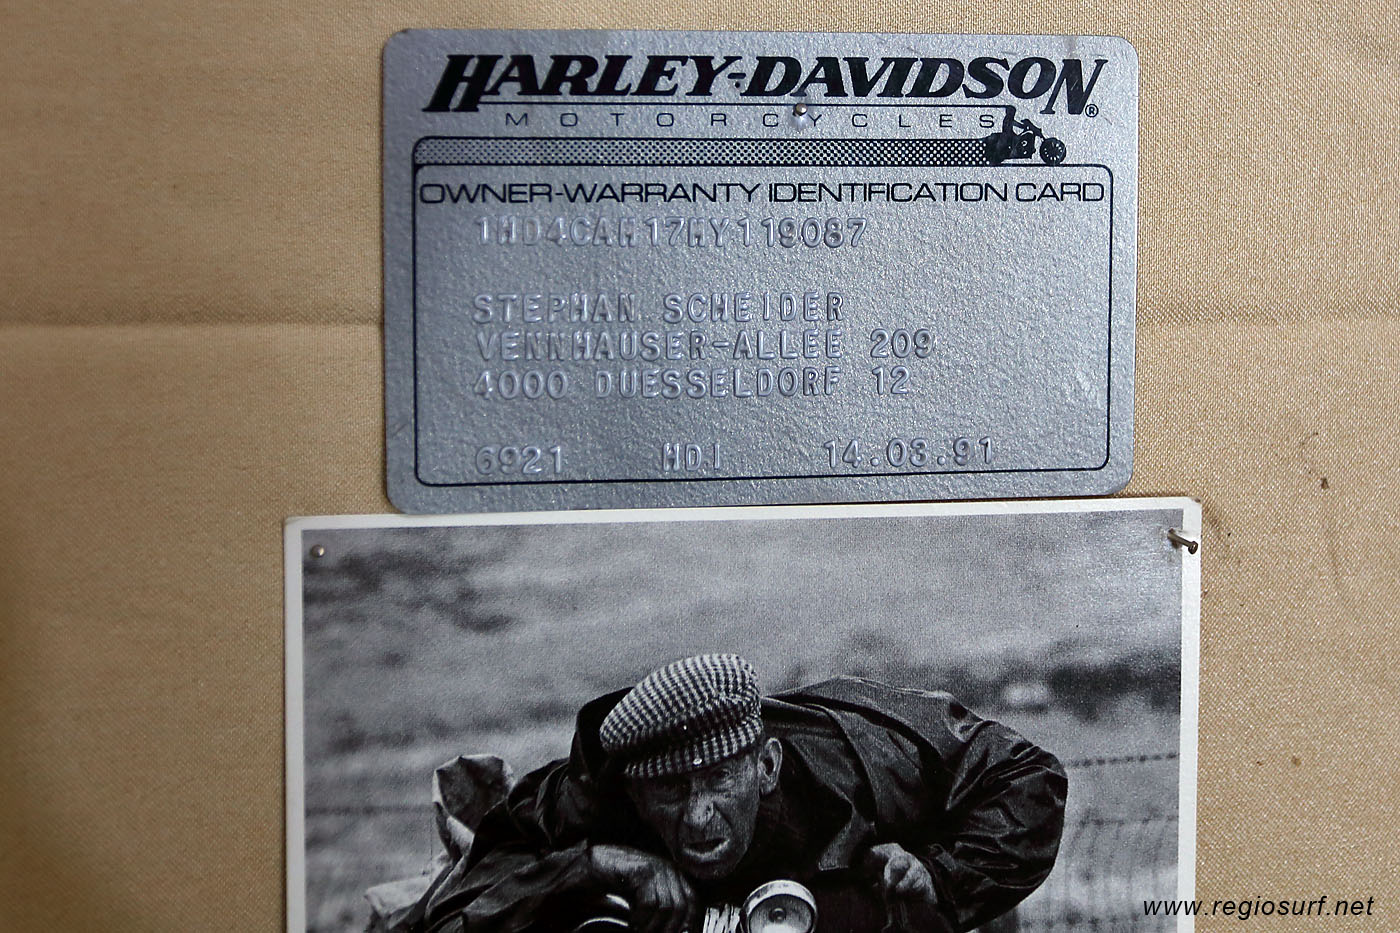 HARLEY-DAVIDSON®
MOTORCYCLES
OWNER-WARRANTY IDENTIFICATION CARD
1HD4CAM17MY119087
STEPHAN SCHEIDER
VENNHAUSER-ALLEE 209
4000 DUESSELDORF 12
6921 HDI 14.03.91
www.regiosurf.net